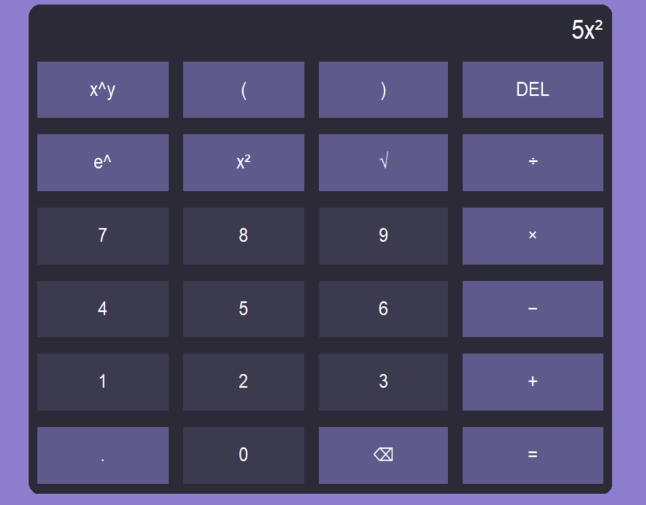 5x²
x^y ( ) DEL
e^ x² √ ÷
7 8 9 ×
4 5 6 −
1 2 3 +
. 0 ⌫ =